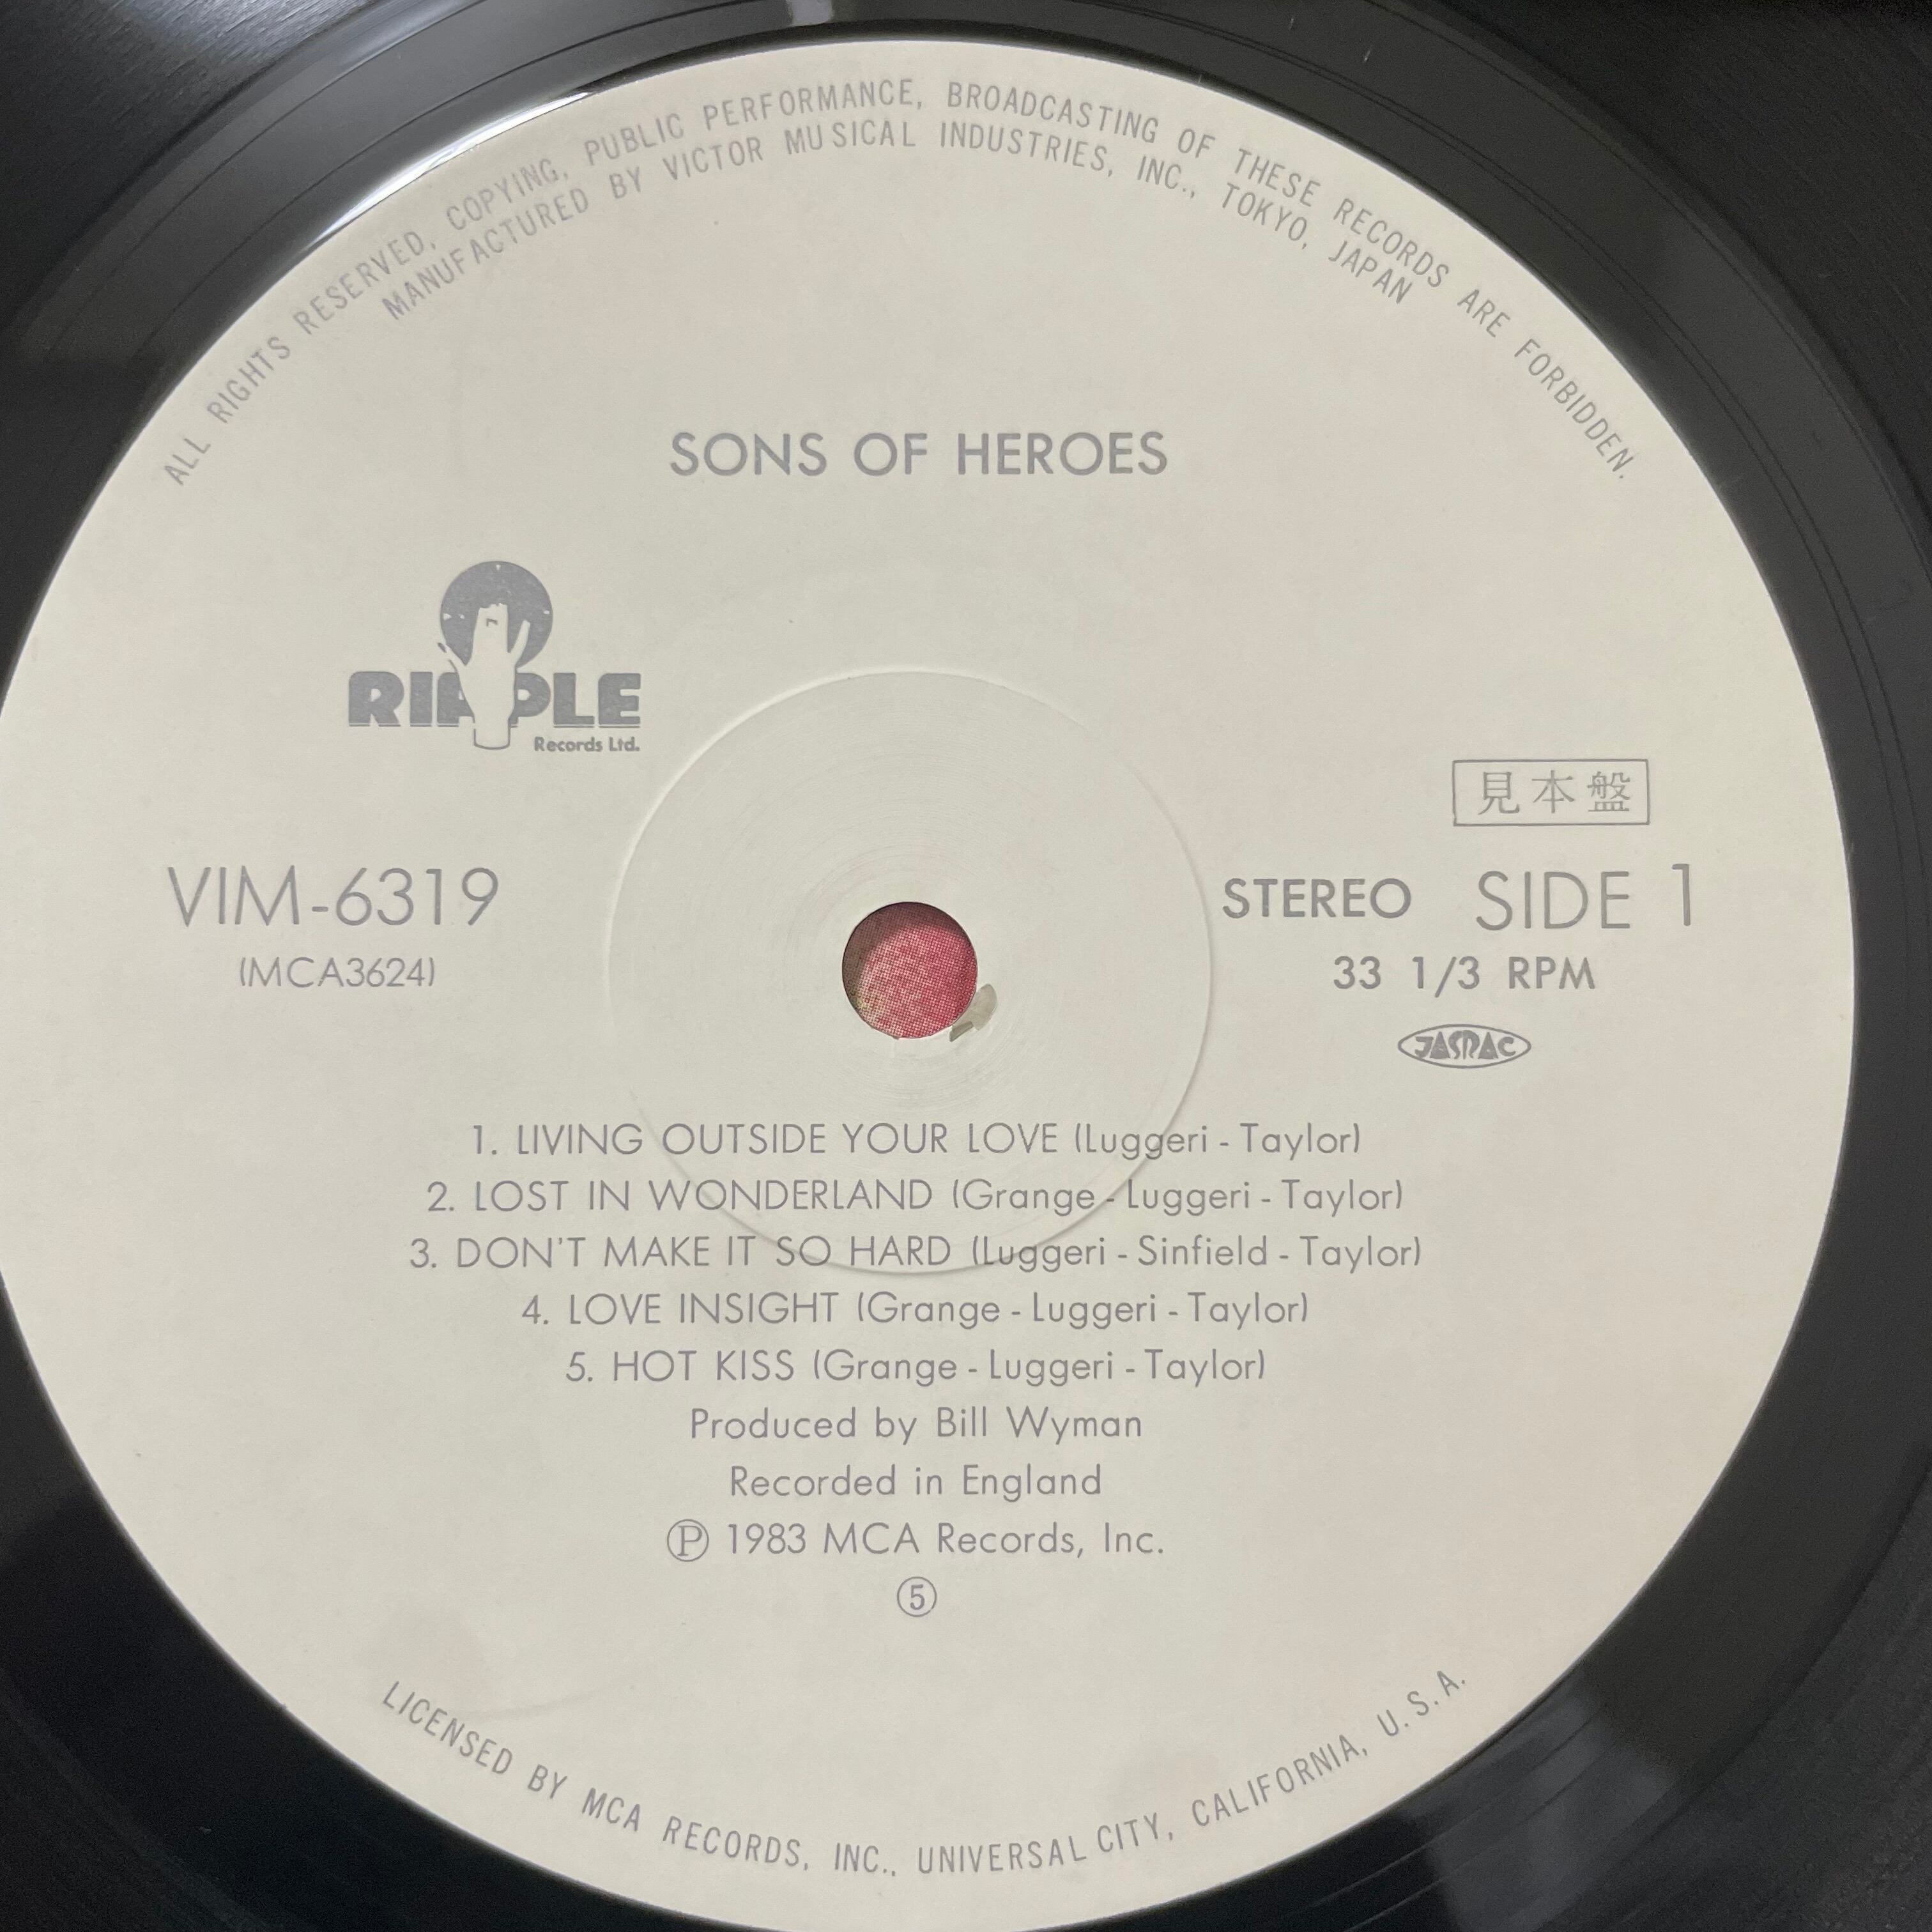 ALL RIGHTS RESERVED, COPYING, PUBLIC PERFORMANCE, BROADCASTING OF THESE RECORDS ARE FORBIDDEN.
MANUFACTURED BY VICTOR MUSICAL INDUSTRIES, INC., TOKYO, JAPAN
SONS OF HEROES
RIPPLE
Records Ltd.
見本盤
VIM-6319
(MCA3624)
STEREO SIDE 1
33 1/3 RPM
JASRAC
1. LIVING OUTSIDE YOUR LOVE (Luggeri - Taylor)
2. LOST IN WONDERLAND (Grange - Luggeri - Taylor)
3. DON'T MAKE IT SO HARD (Luggeri - Sinfield - Taylor)
4. LOVE INSIGHT (Grange - Luggeri - Taylor)
5. HOT KISS (Grange - Luggeri - Taylor)
Produced by Bill Wyman
Recorded in England
Ⓟ 1983 MCA Records, Inc.
⑤
LICENSED BY MCA RECORDS, INC., UNIVERSAL CITY, CALIFORNIA, U.S.A.